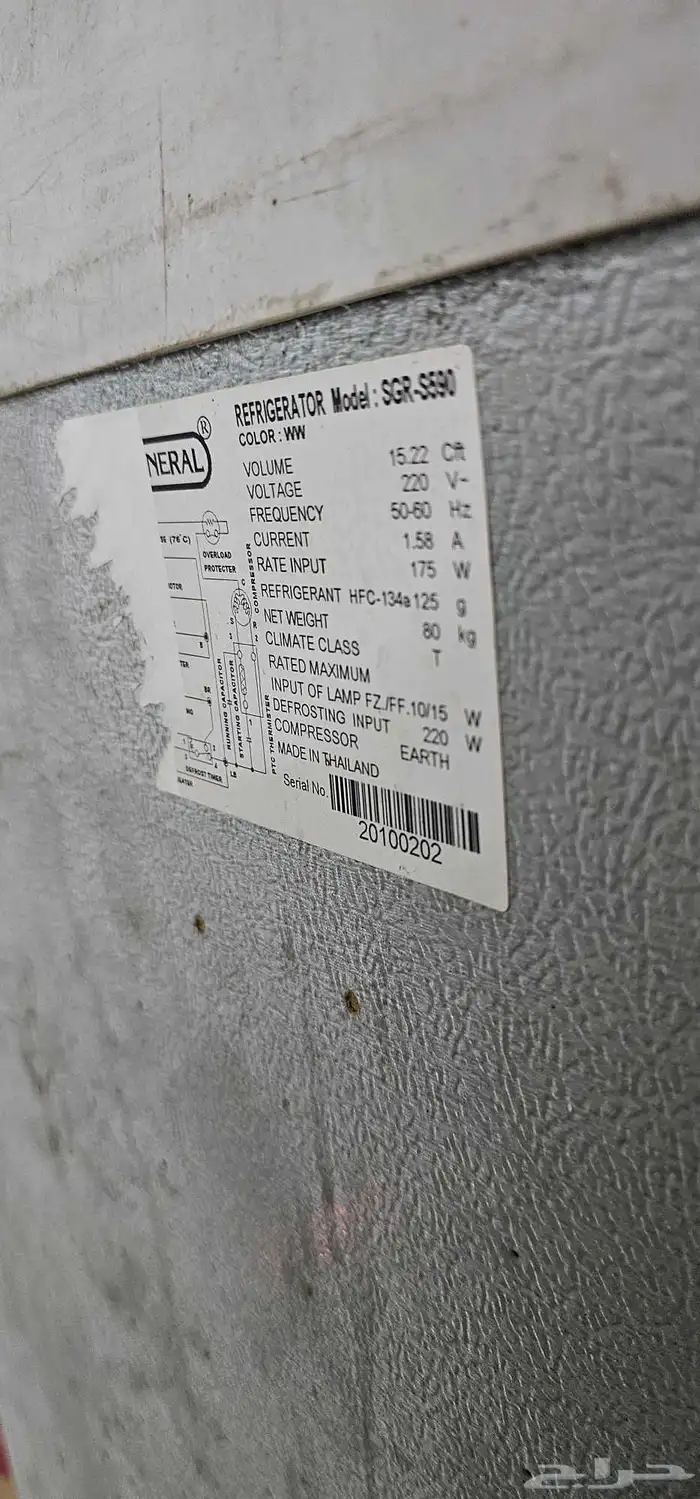 REFRIGERATOR Model : SGR-S590
COLOR : WW
NERAL ®
VOLUME 15.22 Cft
VOLTAGE 220 V~
FREQUENCY 50-60 Hz
CURRENT 1.58 A
RATE INPUT 175 W
REFRIGERANT HFC-134a 125 g
NET WEIGHT 80 kg
CLIMATE CLASS T
RATED MAXIMUM
INPUT OF LAMP FZ./FF. 10/15 W
DEFROSTING INPUT 220 W
COMPRESSOR EARTH
MADE IN THAILAND
Serial No.
20100202
(76°C)
OVERLOAD
PROTECTER
COMPRESSOR
RUNNING CAPACITOR
STARTING CAPACITOR
PTC THERMISTER
DEFROST TIMER
حراج